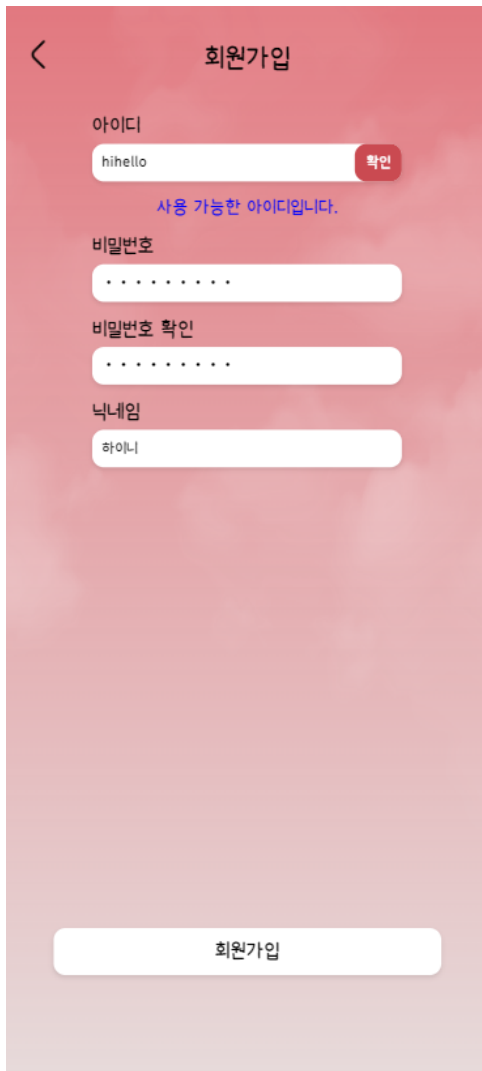 회원가입
아이디
hihello
확인
사용 가능한 아이디입니다.
비밀번호
•••••••••
비밀번호 확인
•••••••••
닉네임
하이니
회원가입